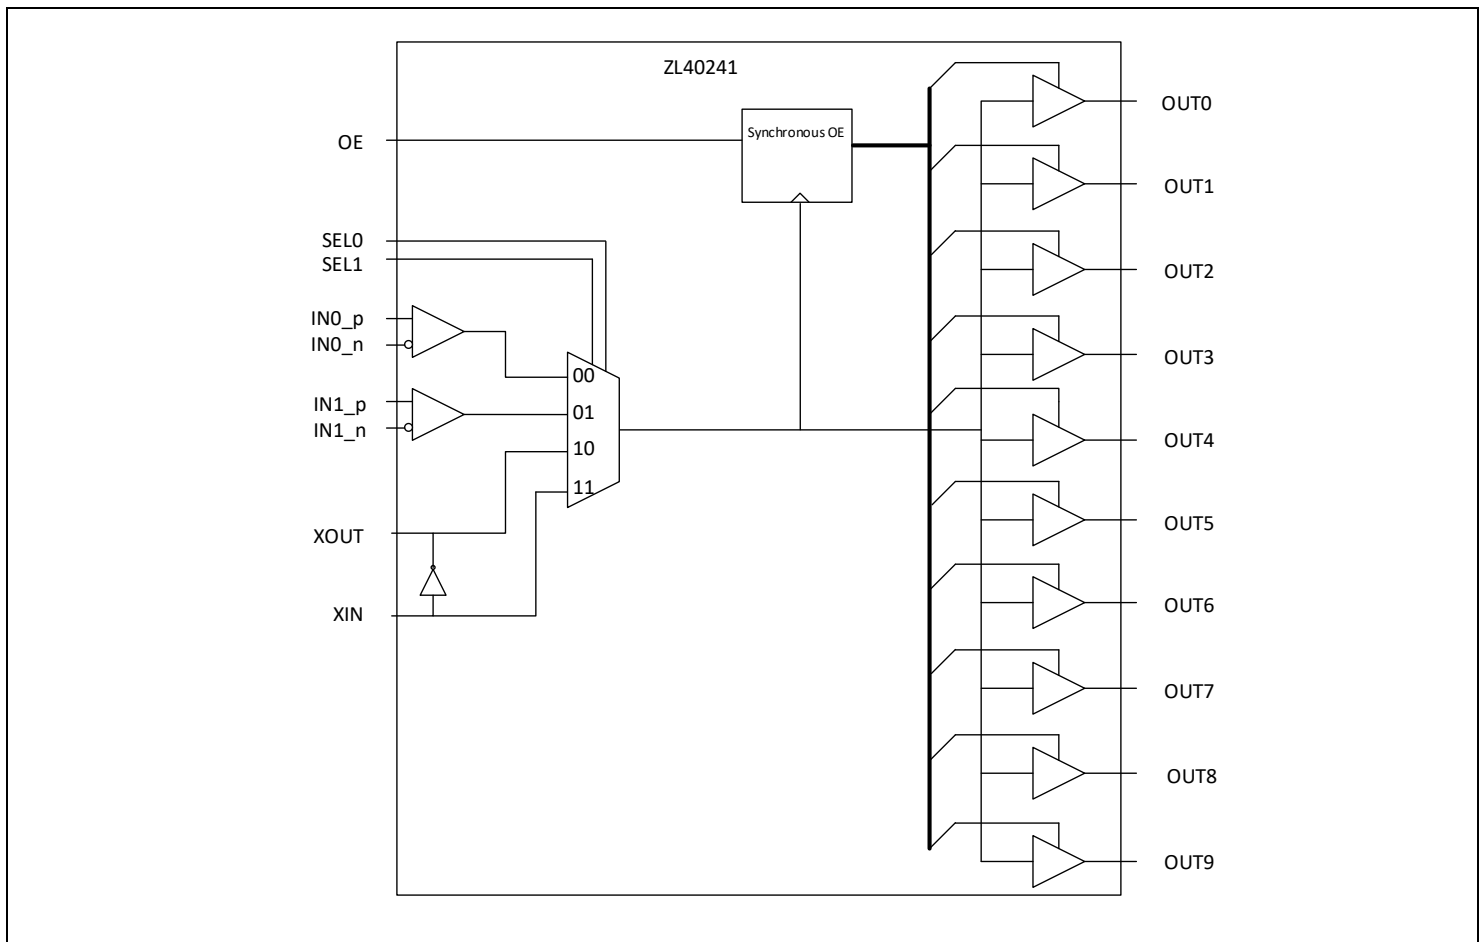 ZL40241
OE
Synchronous OE
SEL0
SEL1
IN0_p
IN0_n
IN1_p
IN1_n
XOUT
XIN
00
01
10
11
OUT0
OUT1
OUT2
OUT3
OUT4
OUT5
OUT6
OUT7
OUT8
OUT9